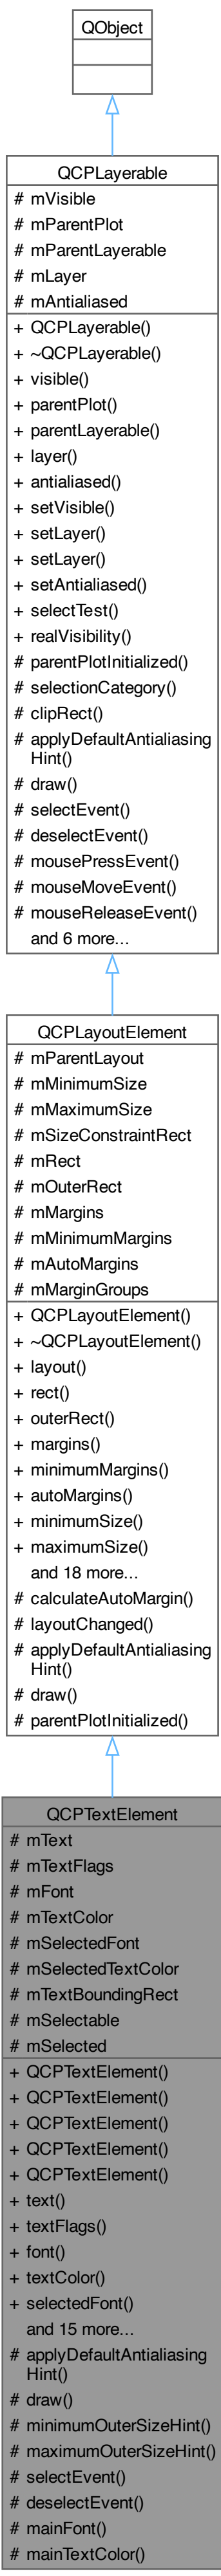 QObject
QCPLayerable
# mVisible
# mParentPlot
# mParentLayerable
# mLayer
# mAntialiased
+ QCPLayerable()
+ ~QCPLayerable()
+ visible()
+ parentPlot()
+ parentLayerable()
+ layer()
+ antialiased()
+ setVisible()
+ setLayer()
+ setLayer()
+ setAntialiased()
+ selectTest()
+ realVisibility()
# parentPlotInitialized()
# selectionCategory()
# clipRect()
# applyDefaultAntialiasing
Hint()
# draw()
# selectEvent()
# deselectEvent()
# mousePressEvent()
# mouseMoveEvent()
# mouseReleaseEvent()
and 6 more...
QCPLayoutElement
# mParentLayout
# mMinimumSize
# mMaximumSize
# mSizeConstraintRect
# mRect
# mOuterRect
# mMargins
# mMinimumMargins
# mAutoMargins
# mMarginGroups
+ QCPLayoutElement()
+ ~QCPLayoutElement()
+ layout()
+ rect()
+ outerRect()
+ margins()
+ minimumMargins()
+ autoMargins()
+ minimumSize()
+ maximumSize()
and 18 more...
# calculateAutoMargin()
# layoutChanged()
# applyDefaultAntialiasing
Hint()
# draw()
# parentPlotInitialized()
QCPTextElement
# mText
# mTextFlags
# mFont
# mTextColor
# mSelectedFont
# mSelectedTextColor
# mTextBoundingRect
# mSelectable
# mSelected
+ QCPTextElement()
+ QCPTextElement()
+ QCPTextElement()
+ QCPTextElement()
+ QCPTextElement()
+ text()
+ textFlags()
+ font()
+ textColor()
+ selectedFont()
and 15 more...
# applyDefaultAntialiasing
Hint()
# draw()
# minimumOuterSizeHint()
# maximumOuterSizeHint()
# selectEvent()
# deselectEvent()
# mainFont()
# mainTextColor()